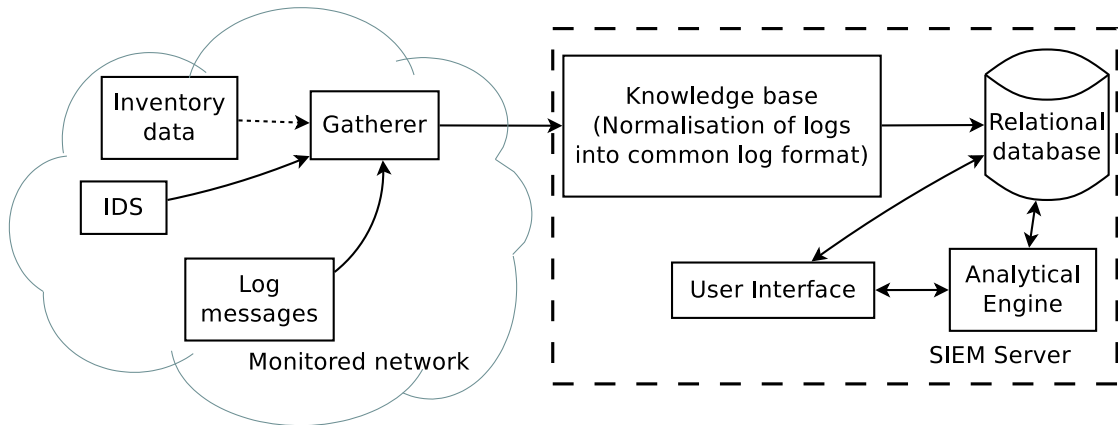 Inventory
data
Gatherer
IDS
Log
messages
Monitored network
Knowledge base
(Normalisation of logs
into common log format)
Relational
database
User Interface
Analytical
Engine
SIEM Server